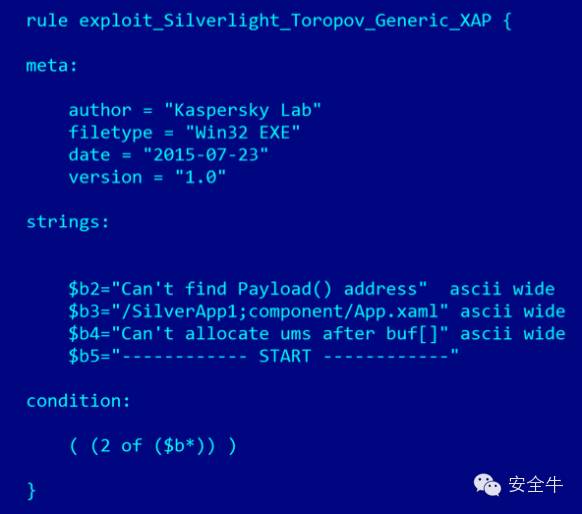 rule exploit_Silverlight_Toropov_Generic_XAP {
meta:
author = "Kaspersky Lab"
filetype = "Win32 EXE"
date = "2015-07-23"
version = "1.0"
strings:
$b2="Can't find Payload() address"  ascii wide
$b3="/SilverApp1;component/App.xaml" ascii wide
$b4="Can't allocate ums after buf[]" ascii wide
$b5="------------ START ------------"
condition:
( (2 of ($b*)) )
}
安全牛